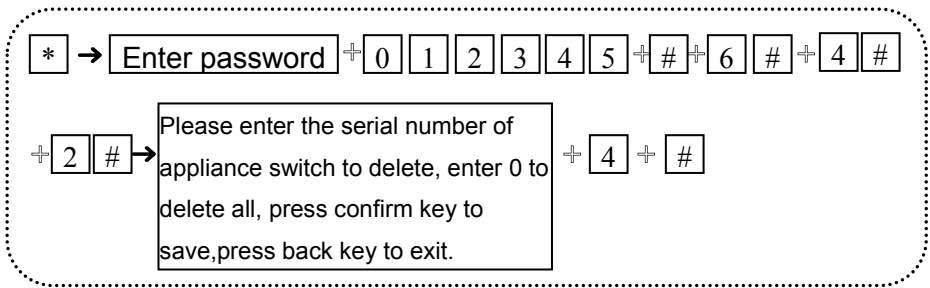 * → Enter password + 0 1 2 3 4 5 + # + 6 # + 4 #
+ 2 # → Please enter the serial number of
appliance switch to delete, enter 0 to + 4 + #
delete all, press confirm key to
save,press back key to exit.